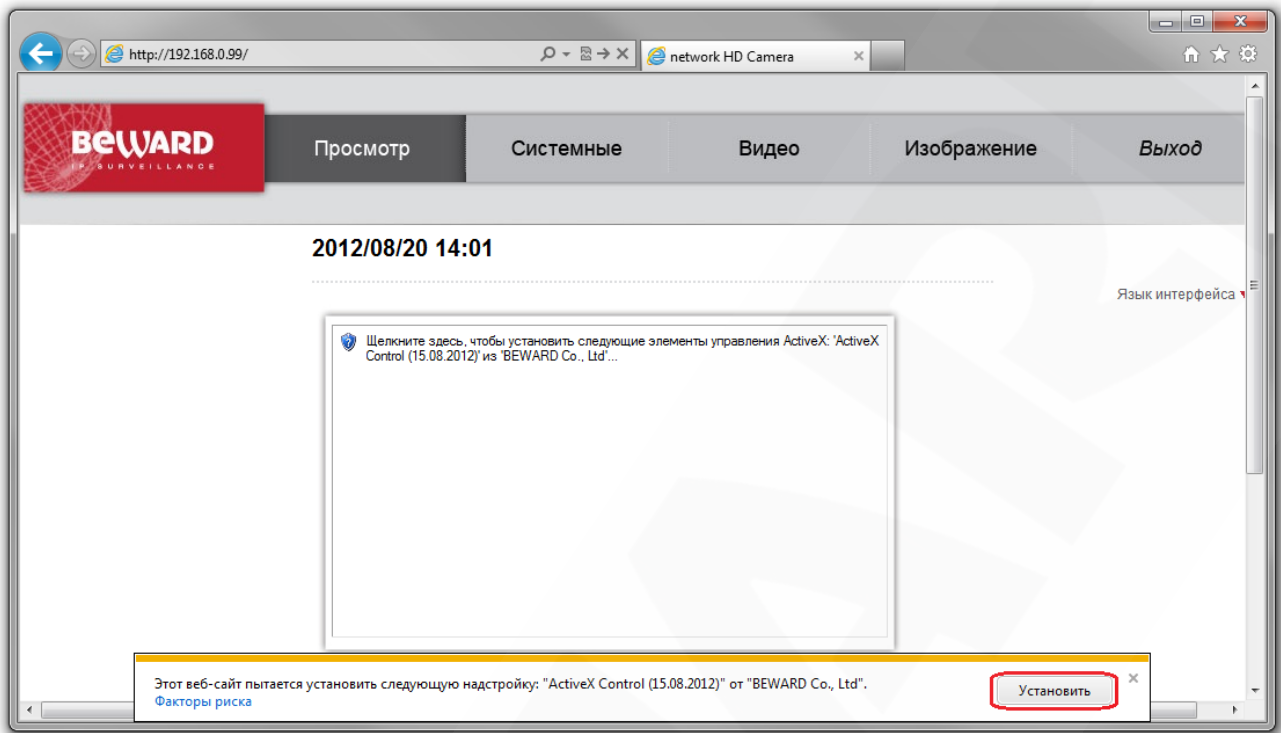 http://192.168.0.99/
network HD Camera
BEWARD
IP SURVEILLANCE
Просмотр
Системные
Видео
Изображение
Выход
2012/08/20 14:01
Язык интерфейса
Щелкните здесь, чтобы установить следующие элементы управления ActiveX: 'ActiveX
Control (15.08.2012)' из 'BEWARD Co., Ltd'...
Этот веб-сайт пытается установить следующую надстройку: "ActiveX Control (15.08.2012)" от "BEWARD Co., Ltd".
Факторы риска
Установить